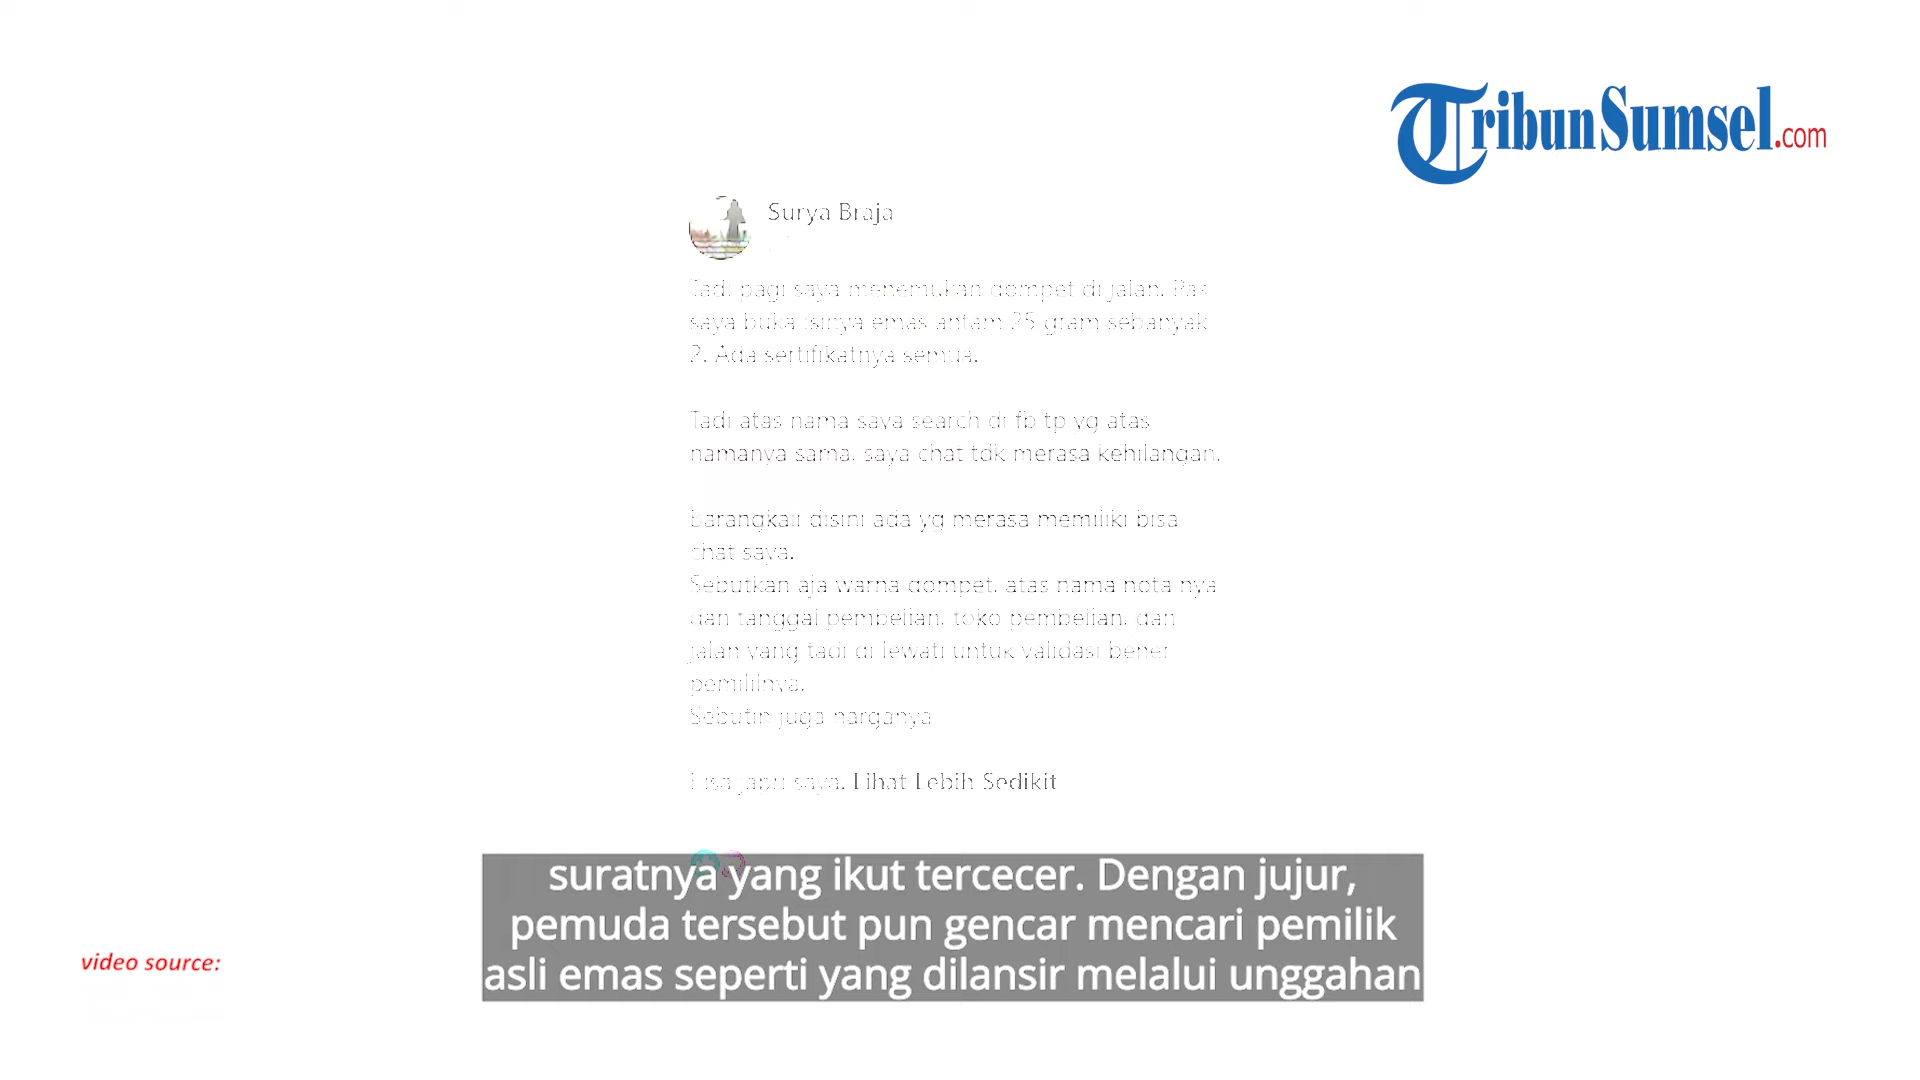 TribunSumsel.com
Surya Braja
Tadi pagi saya menemukan dompet di jalan. Pas
saya buka isinya emas antam 25 gram sebanyak
2. Ada sertifikatnya semua.
Tadi atas nama saya search di fb tp yg atas
namanya sama, saya chat tdk merasa kehilangan.
Barangkali disini ada yg merasa memiliki bisa
chat saya.
Sebutkan aja warna dompet, atas nama nota nya
dan tanggal pembelian, toko pembelian, dan
jalan yang tadi di lewati untuk validasi bener
pemililnya.
Sebutin juga harganya
Bisa japri saya. Lihat Lebih Sedikit
suratnya yang ikut tercecer. Dengan jujur,
pemuda tersebut pun gencar mencari pemilik
asli emas seperti yang dilansir melalui unggahan
video source: